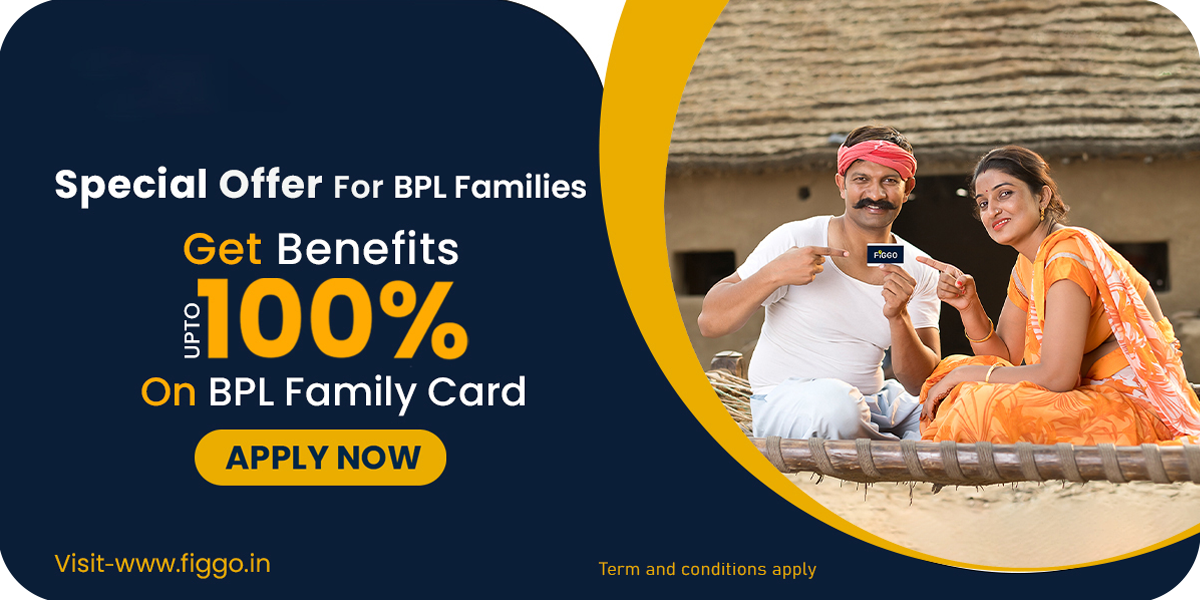 Special Offer For BPL Families
Get Benefits
UPTO 100%
On BPL Family Card
APPLY NOW
Visit-www.figgo.in
Term and conditions apply
FIGGO